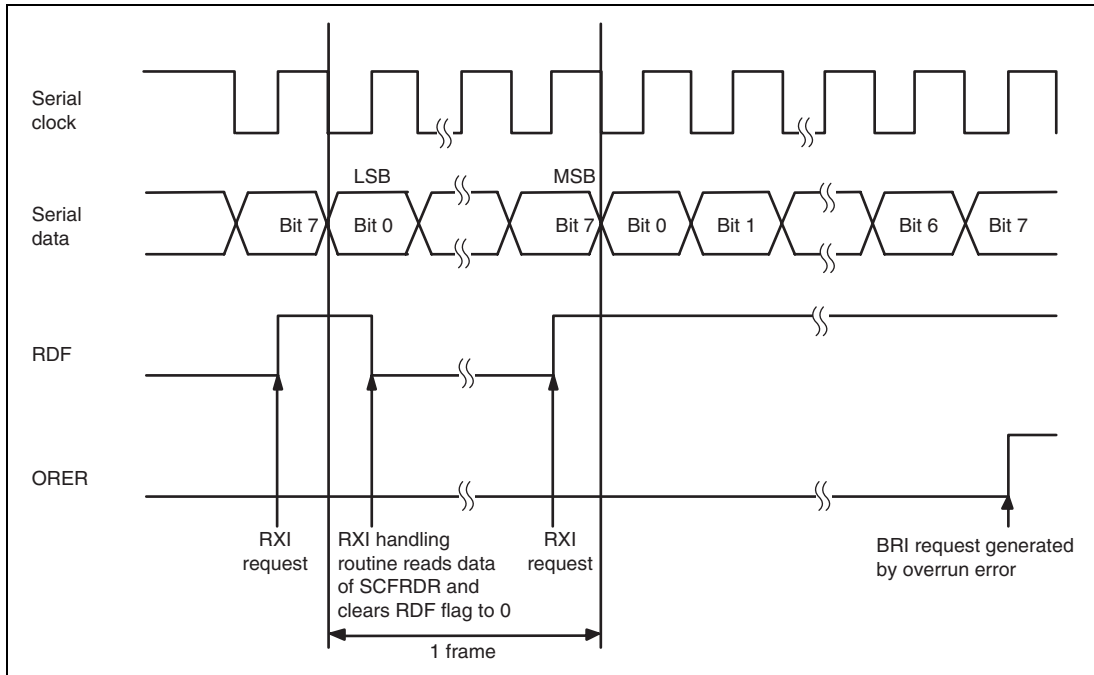 Serial
clock
LSB
MSB
Serial
data
Bit 7
Bit 0
Bit 7
Bit 0
Bit 1
Bit 6
Bit 7
RDF
ORER
RXI
request
RXI handling
routine reads data
of SCFRDR and
clears RDF flag to 0
RXI
request
BRI request generated
by overrun error
1 frame